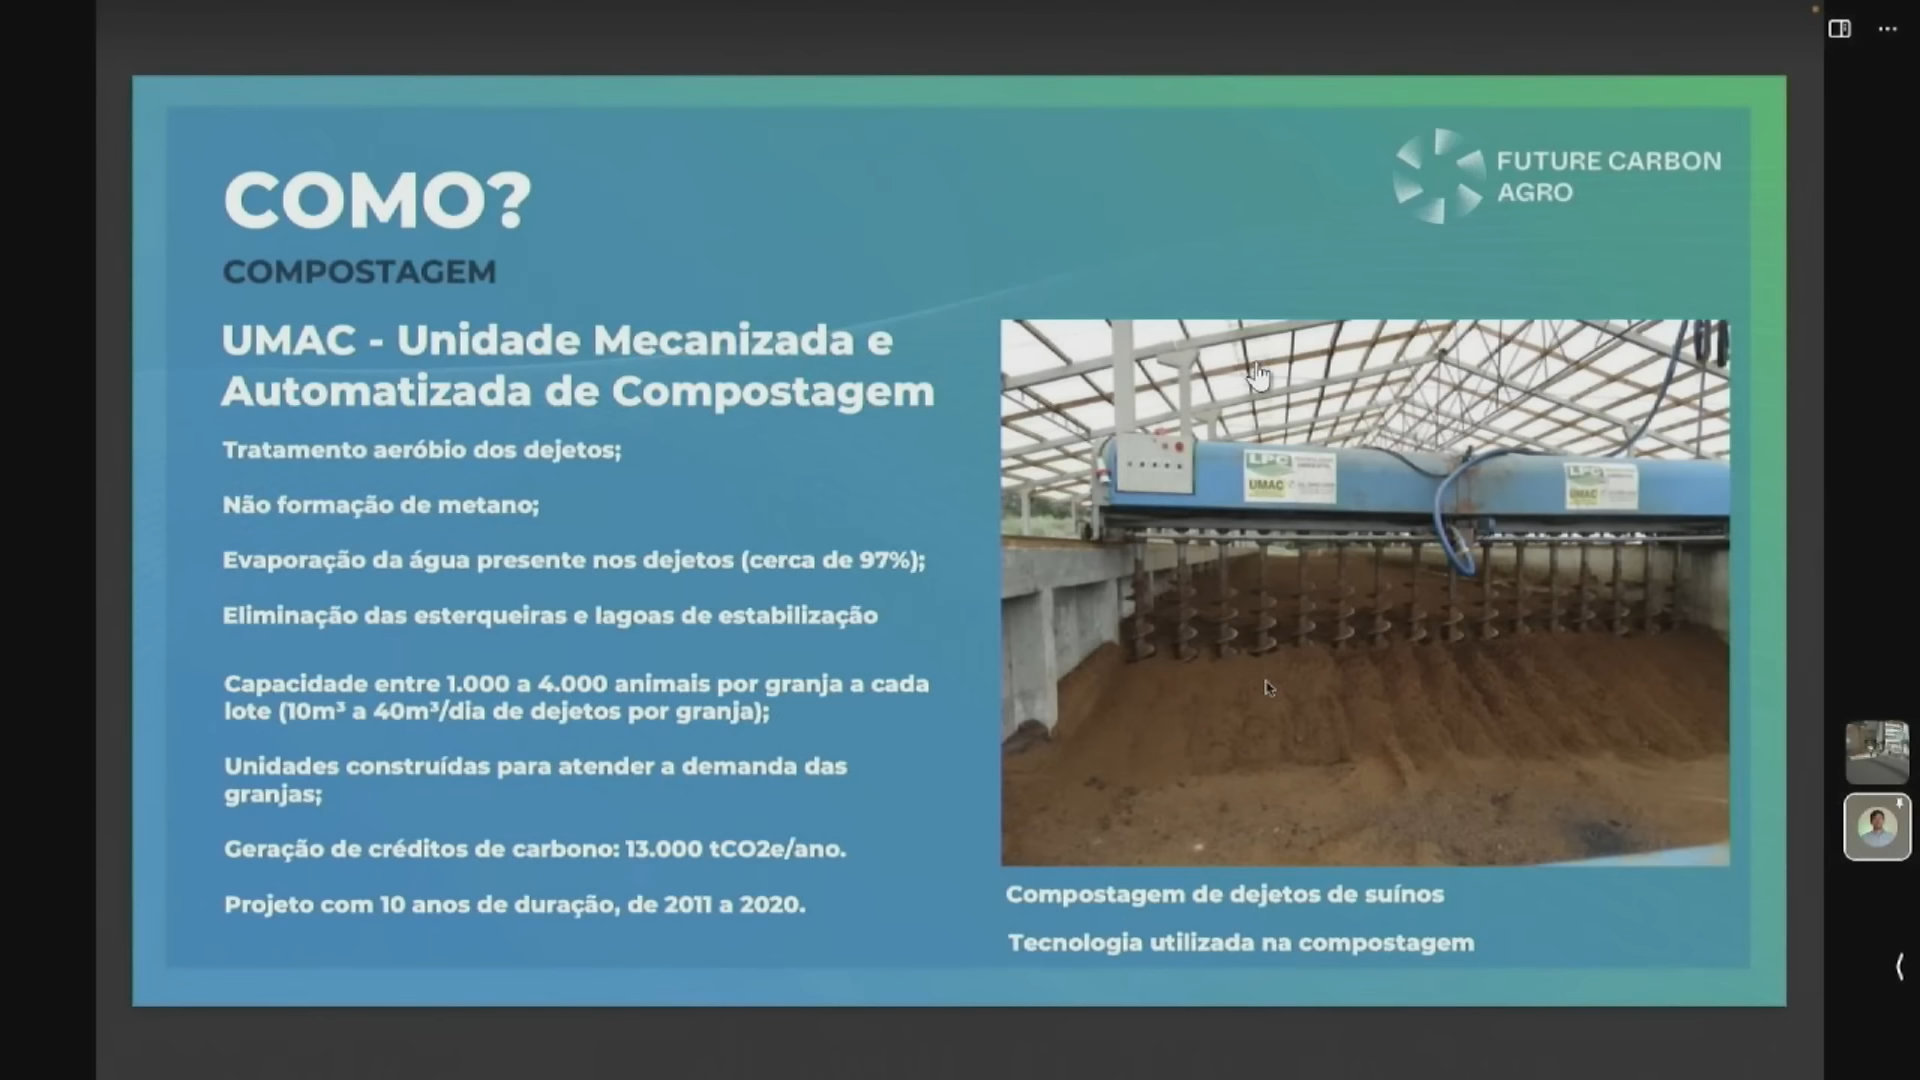 COMO?
FUTURE CARBON
AGRO
COMPOSTAGEM
UMAC - Unidade Mecanizada e
Automatizada de Compostagem
Tratamento aeróbio dos dejetos;
Não formação de metano;
Evaporação da água presente nos dejetos (cerca de 97%);
Eliminação das esterqueiras e lagoas de estabilização
Capacidade entre 1.000 a 4.000 animais por granja a cada
lote (10m³ a 40m³/dia de dejetos por granja);
Unidades construídas para atender a demanda das
granjas;
Geração de créditos de carbono: 13.000 tCO2e/ano.
Projeto com 10 anos de duração, de 2011 a 2020.
LPC
UMAC
LPC
UMAC
Compostagem de dejetos de suínos
Tecnologia utilizada na compostagem